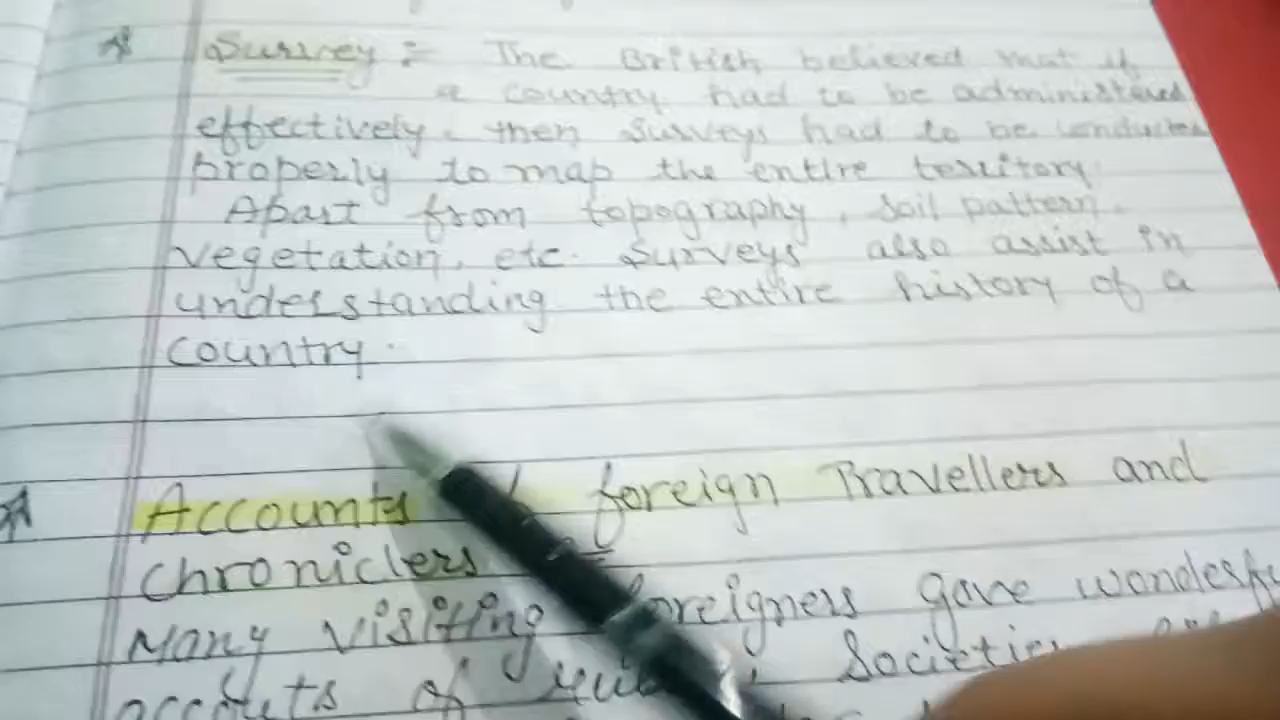 Survey :- The British believed that if
a country had to be administered
effectively, then surveys had to be conducted
properly to map the entire territory.
Apart from topography, soil pattern,
vegetation, etc. surveys also assist in
understanding the entire history of a
country.
Accounts foreign Travellers and
chroniclers
Many visiting foreigners gave
accounts of societies